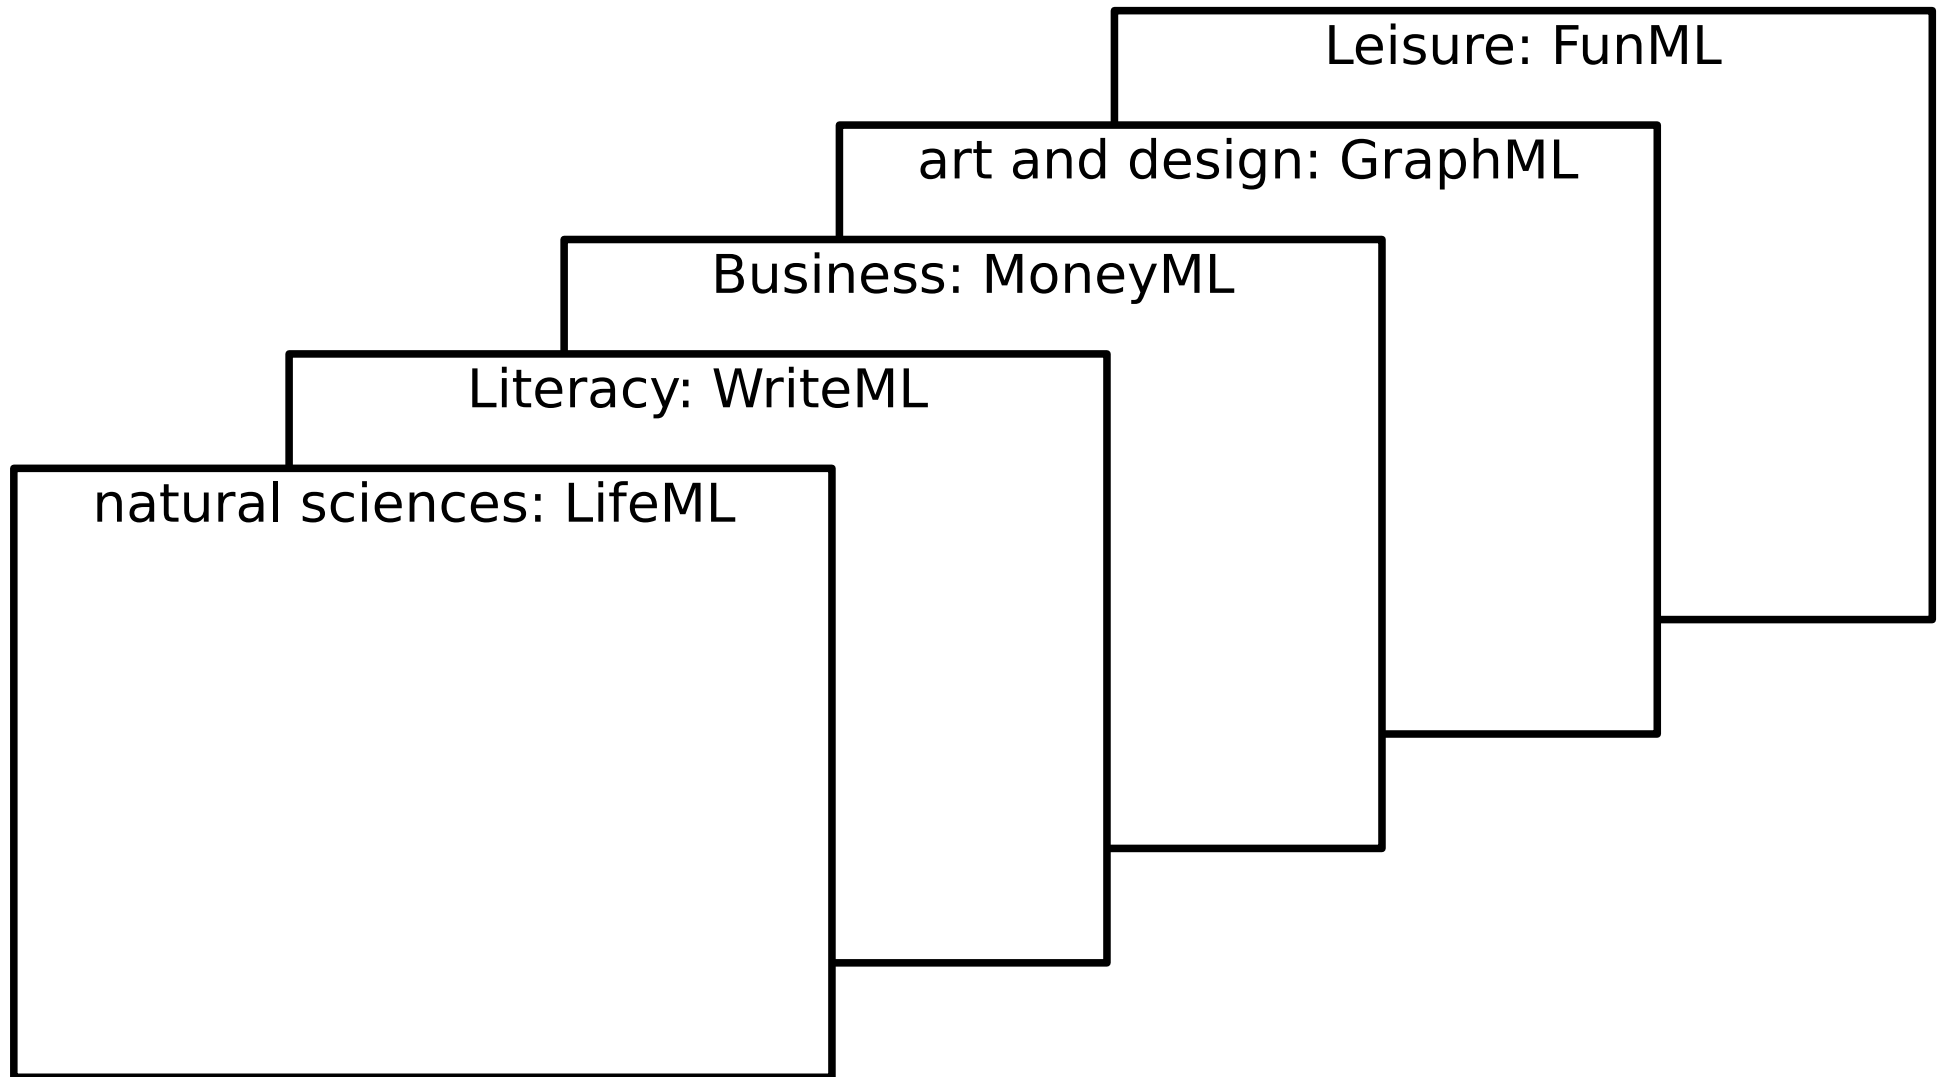 Leisure: FunML
art and design: GraphML
Business: MoneyML
Literacy: WriteML
natural sciences: LifeML